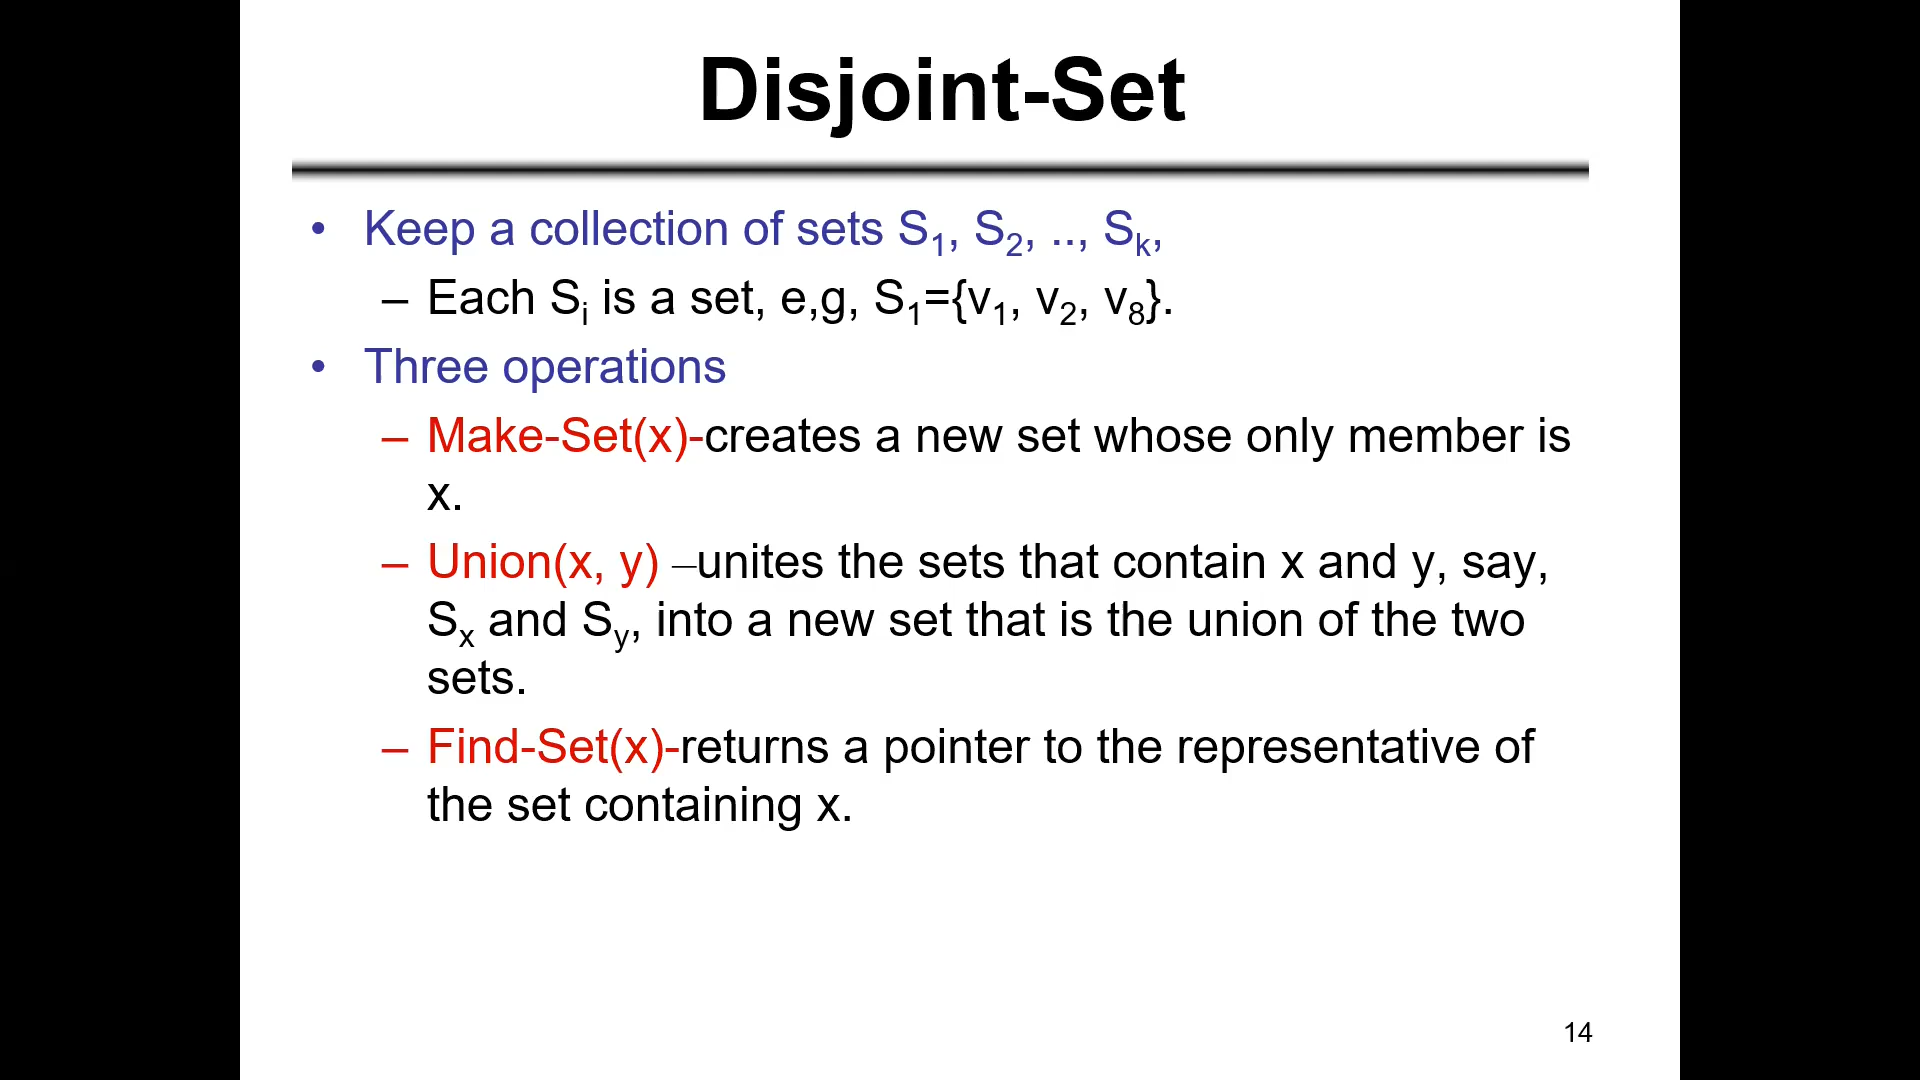 Disjoint-Set
• Keep a collection of sets S₁, S₂, .., Sₖ,
– Each Sᵢ is a set, e,g, S₁={v₁, v₂, v₈}.
• Three operations
– Make-Set(x)-creates a new set whose only member is
x.
– Union(x, y) –unites the sets that contain x and y, say,
Sₓ and Sᵧ, into a new set that is the union of the two
sets.
– Find-Set(x)-returns a pointer to the representative of
the set containing x.
14